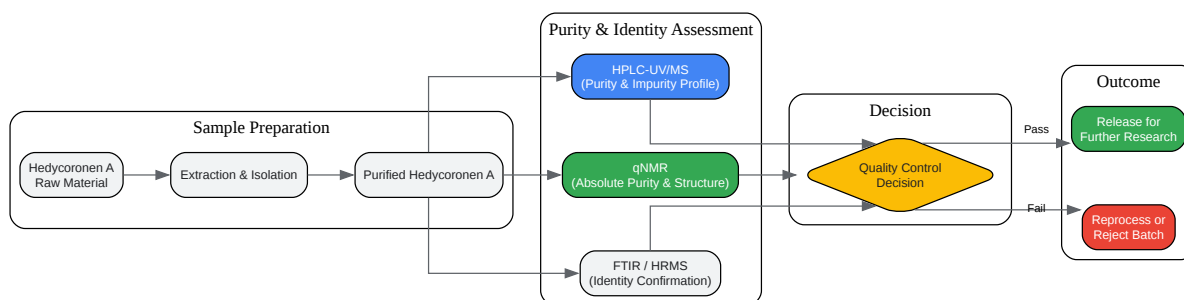 Sample Preparation
Hedycoronen A
Raw Material
Extraction & Isolation
Purified Hedycoronen A
Purity & Identity Assessment
HPLC-UV/MS
(Purity & Impurity Profile)
qNMR
(Absolute Purity & Structure)
FTIR / HRMS
(Identity Confirmation)
Decision
Quality Control
Decision
Pass
Fail
Outcome
Release for
Further Research
Reprocess or
Reject Batch